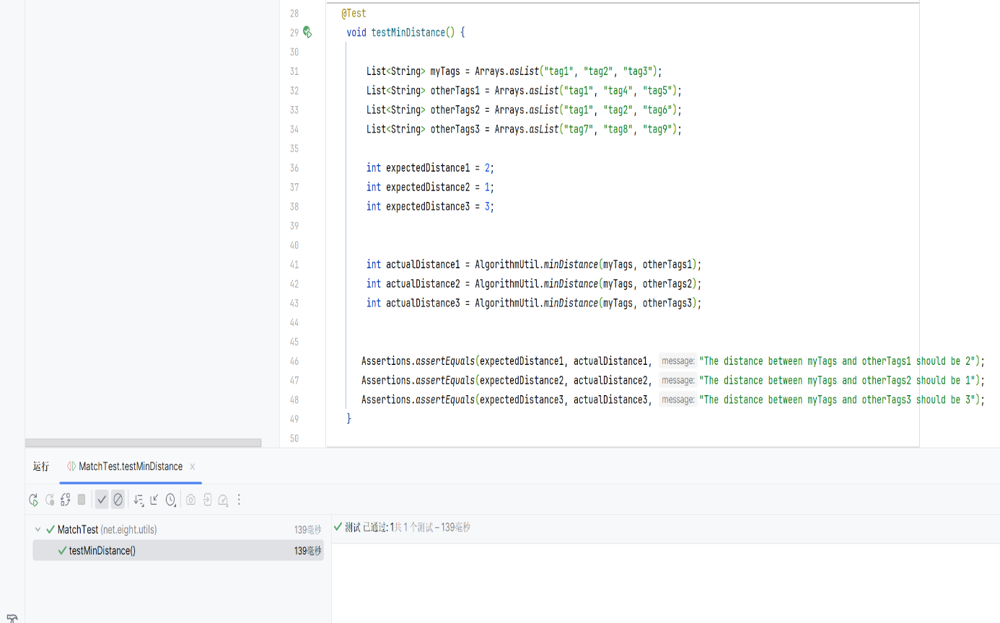 28 @Test
29 void testMinDistance() {
30
31 List<String> myTags = Arrays.asList("tag1", "tag2", "tag3");
32 List<String> otherTags1 = Arrays.asList("tag1", "tag4", "tag5");
33 List<String> otherTags2 = Arrays.asList("tag1", "tag2", "tag6");
34 List<String> otherTags3 = Arrays.asList("tag7", "tag8", "tag9");
35
36 int expectedDistance1 = 2;
37 int expectedDistance2 = 1;
38 int expectedDistance3 = 3;
39
40
41 int actualDistance1 = AlgorithmUtil.minDistance(myTags, otherTags1);
42 int actualDistance2 = AlgorithmUtil.minDistance(myTags, otherTags2);
43 int actualDistance3 = AlgorithmUtil.minDistance(myTags, otherTags3);
44
45
46 Assertions.assertEquals(expectedDistance1, actualDistance1, message: "The distance between myTags and otherTags1 should be 2");
47 Assertions.assertEquals(expectedDistance2, actualDistance2, message: "The distance between myTags and otherTags2 should be 1");
48 Assertions.assertEquals(expectedDistance3, actualDistance3, message: "The distance between myTags and otherTags3 should be 3");
49 }
50
运行 MatchTest.testMinDistance ×
MatchTest (net.eight.utils) 139毫秒
testMinDistance() 139毫秒
测试 已通过: 1共 1 个测试 – 139毫秒